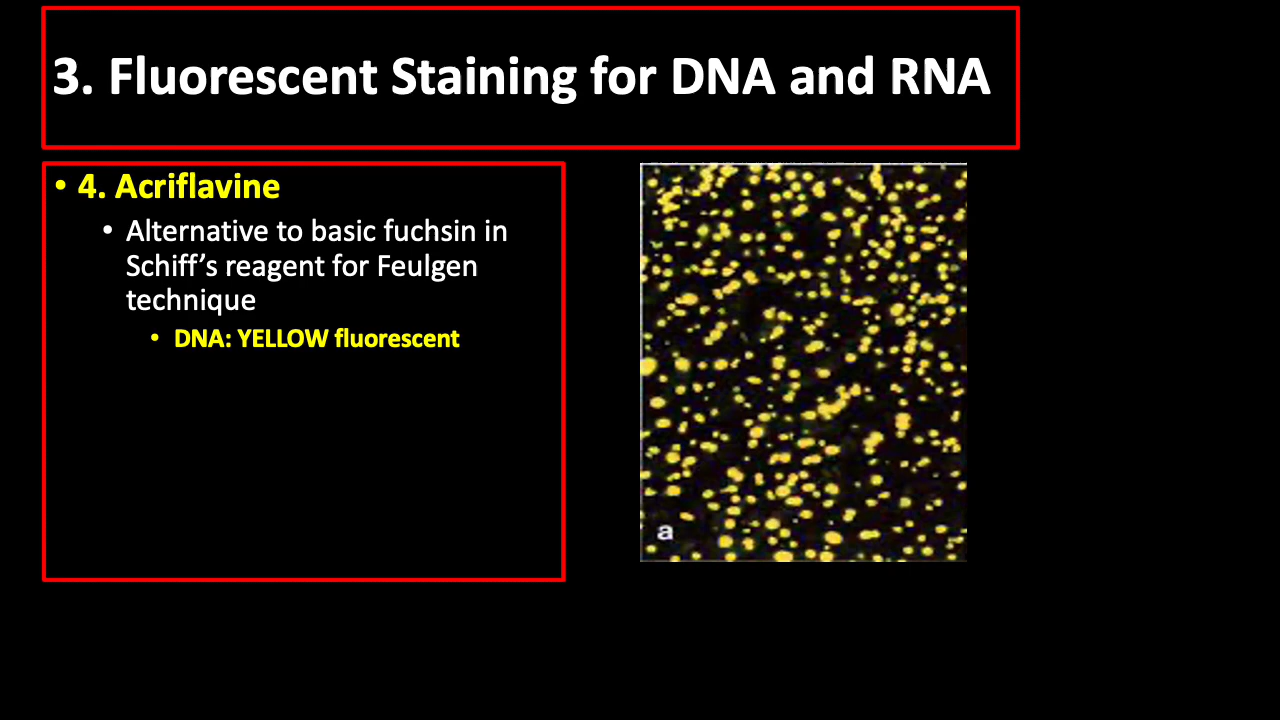 3. Fluorescent Staining for DNA and RNA
• 4. Acriflavine
• Alternative to basic fuchsin in
Schiff’s reagent for Feulgen
technique
• DNA: YELLOW fluorescent
a